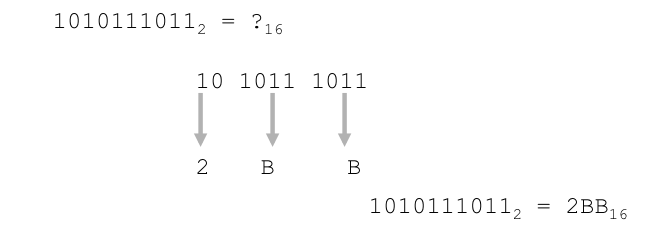 1010111011₂ = ?₁₆
10 1011 1011
2 B B
1010111011₂ = 2BB₁₆